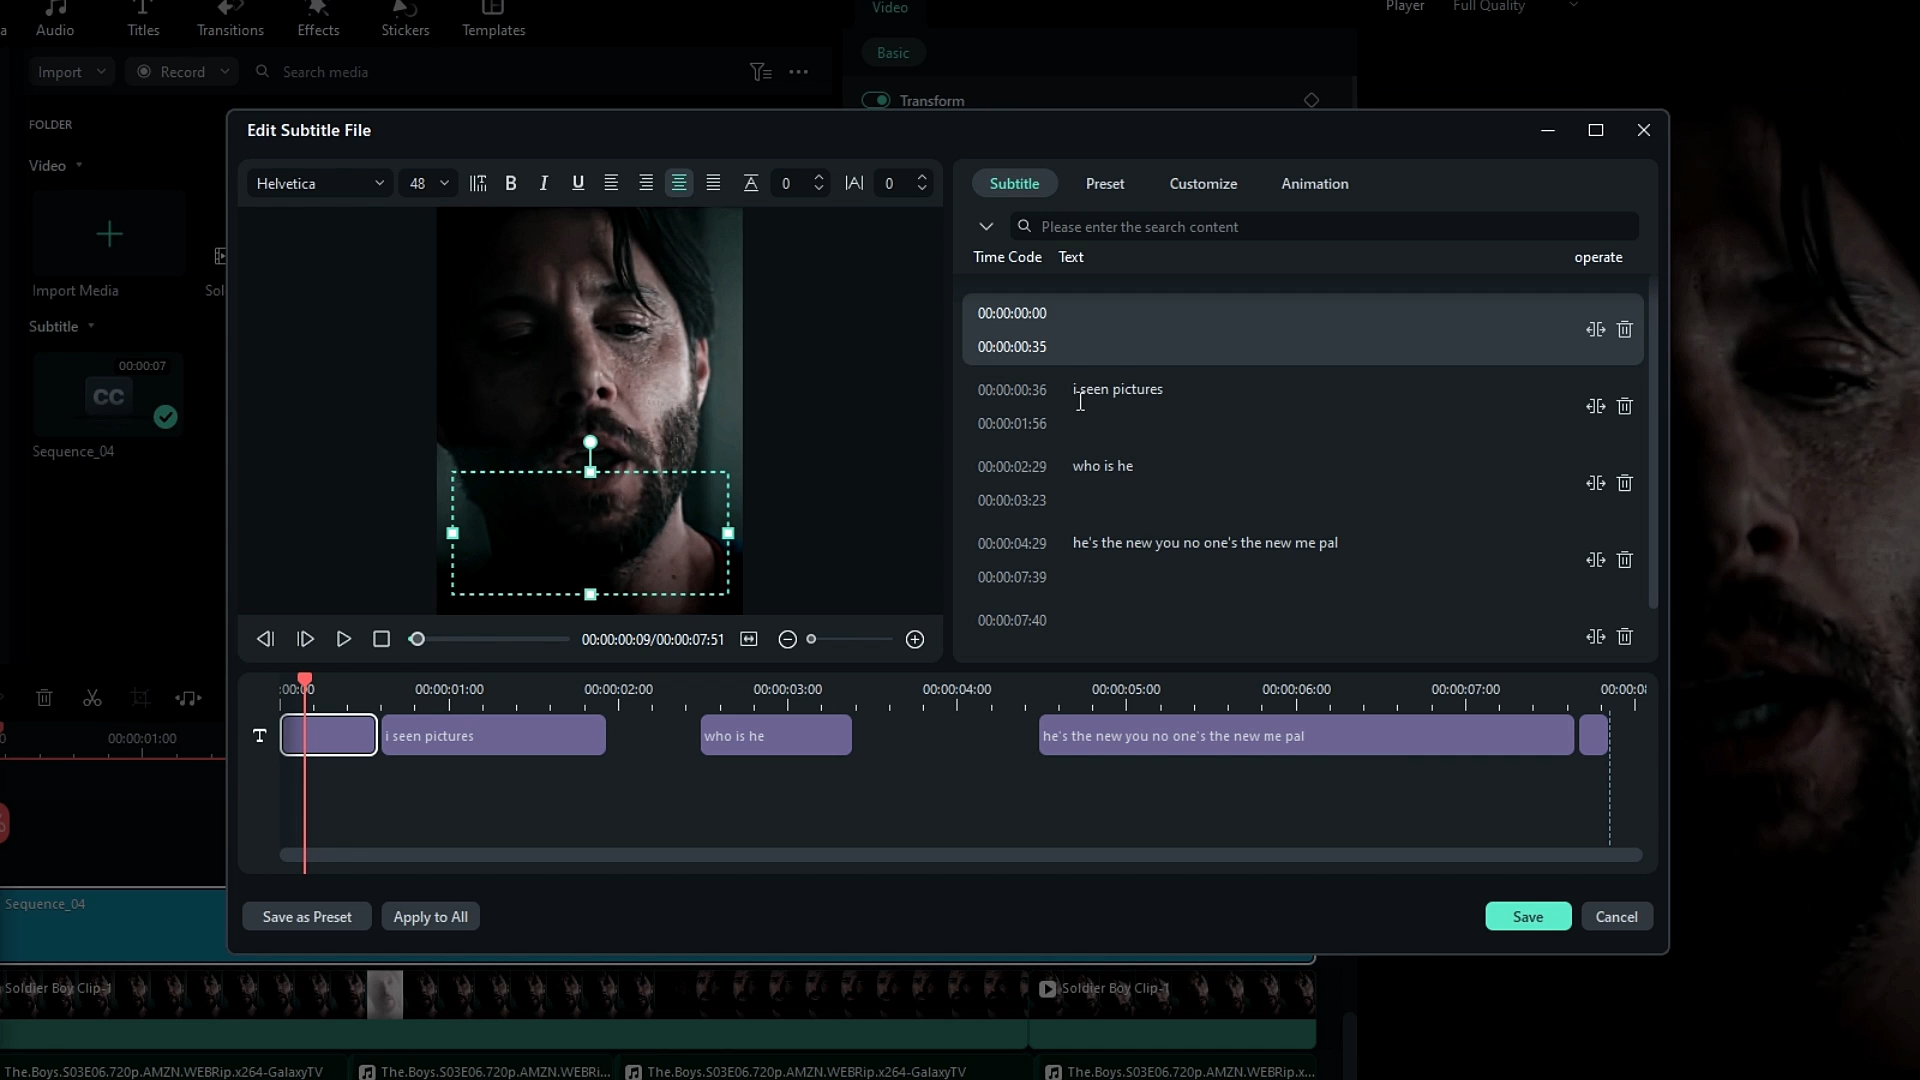 Audio
Titles
Transitions
Effects
Stickers
Templates
Video
Player
Full Quality
Import
Record
Search media
Basic
Transform
FOLDER
Video
Import Media
Subtitle
00:00:07
CC
Sequence_04
Edit Subtitle File
Helvetica
48
B
I
U
A
0
A
0
Subtitle
Preset
Customize
Animation
Please enter the search content
Time Code
Text
operate
00:00:00:00
00:00:00:35
00:00:00:36
i seen pictures
00:00:01:56
00:00:02:29
who is he
00:00:03:23
00:00:04:29
he's the new you no one's the new me pal
00:00:07:39
00:00:07:40
00:00:00:09/00:00:07:51
:00:00
00:00:01:00
00:00:02:00
00:00:03:00
00:00:04:00
00:00:05:00
00:00:06:00
00:00:07:00
T
i seen pictures
who is he
he's the new you no one's the new me pal
00:00:01:00
Save as Preset
Apply to All
Save
Cancel
Sequence_04
Soldier Boy Clip-1
Soldier Boy Clip-1
The.Boys.S03E06.720p.AMZN.WEBRip.x264-GalaxyTV
The.Boys.S03E06.720p.AMZN.WEBRi...
The.Boys.S03E06.720p.AMZN.WEBRip.x264-GalaxyTV
The.Boys.S03E06.720p.AMZN.WEBRip.x...